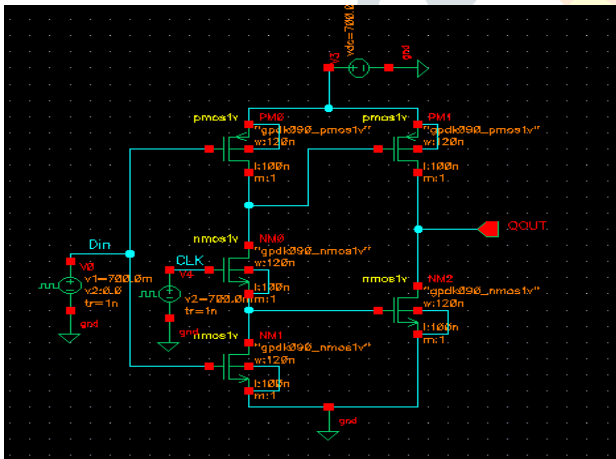 vdc=700.0
V3
gnd
pmos1v
PM0
"gpdk090_pmos1v"
w:120n
l:100n
m:1
pmos1v
PM1
"gpdk090_pmos1v"
w:120n
l:100n
m:1
Din
V0
v1=700.0m
v2:0.0
tr=1n
gnd
CLK
V4
v2=700.0m
tr=1n
gnd
nmos1v
NM0
"gpdk090_nmos1v"
w:120n
l:100n
m:1
QOUT
nmos1v
NM2
"gpdk090_nmos1v"
w:120n
l:100n
m:1
nmos1v
NM1
"gpdk090_nmos1v"
w:120n
l:100n
m:1
gnd